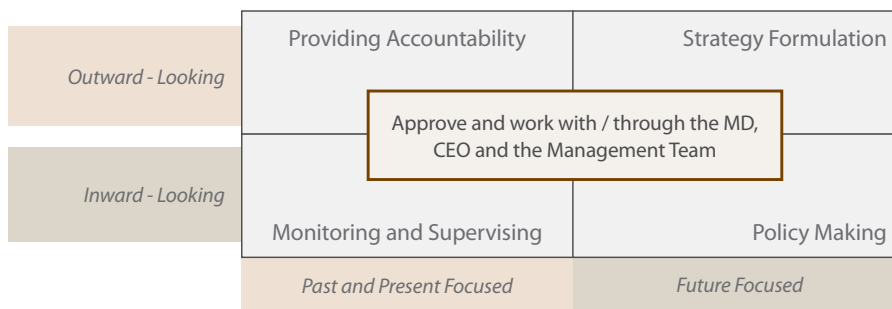 Providing Accountability
Strategy Formulation
Outward - Looking
Approve and work with / through the MD,
CEO and the Management Team
Inward - Looking
Monitoring and Supervising
Policy Making
Past and Present Focused
Future Focused